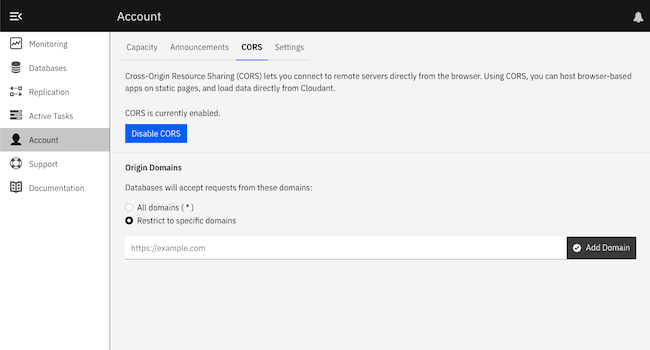 Account
Monitoring
Databases
Replication
Active Tasks
Account
Support
Documentation
Capacity Announcements CORS Settings
Cross-Origin Resource Sharing (CORS) lets you connect to remote servers directly from the browser. Using CORS, you can host browser-based
apps on static pages, and load data directly from Cloudant.
CORS is currently enabled.
Disable CORS
Origin Domains
Databases will accept requests from these domains:
All domains ( * )
Restrict to specific domains
https://example.com Add Domain